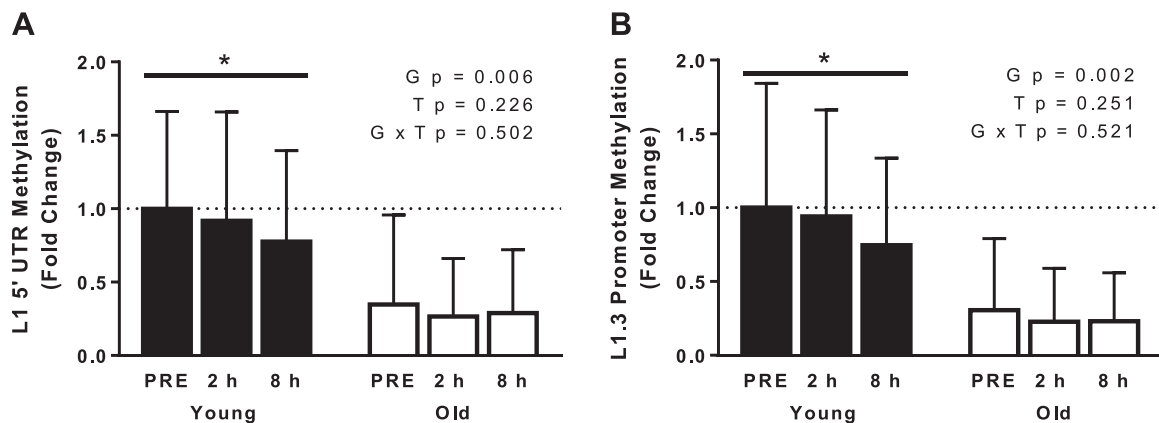 A
L1 5' UTR Methylation
(Fold Change)
2.0
1.5
1.0
0.5
0.0
*
G p = 0.006
T p = 0.226
G x T p = 0.502
PRE 2 h 8 h PRE 2 h 8 h
Young Old
B
L1.3 Promoter Methylation
(Fold Change)
2.0
1.5
1.0
0.5
0.0
*
G p = 0.002
T p = 0.251
G x T p = 0.521
PRE 2 h 8 h PRE 2 h 8 h
Young Old